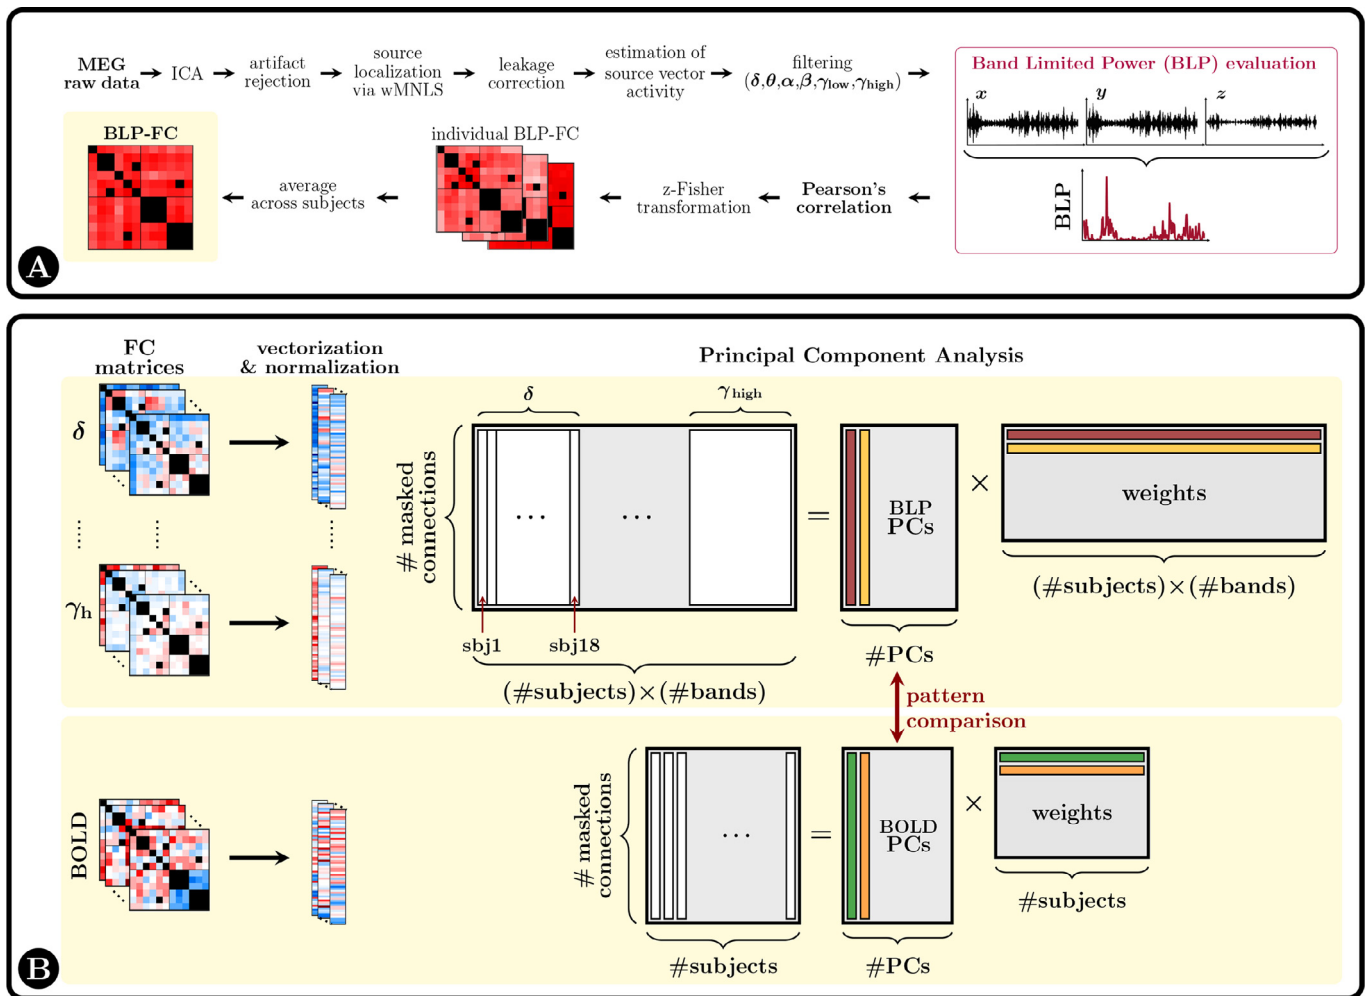 MEG
raw data
ICA
artifact
rejection
source
localization
via wMNLS
leakage
correction
estimation of
source vector
activity
filtering
(δ,θ,α,β,γlow,γhigh)
Band Limited Power (BLP) evaluation
x
y
z
BLP
Pearson's
correlation
z-Fisher
transformation
individual BLP-FC
average
across subjects
BLP-FC
A
FC
matrices
vectorization
& normalization
Principal Component Analysis
δ
γh
# masked
connections
δ
γhigh
...
...
sbj1
sbj18
(#subjects)×(#bands)
=
BLP
PCs
#PCs
×
weights
(#subjects)×(#bands)
pattern
comparison
BOLD
# masked
connections
...
#subjects
=
BOLD
PCs
#PCs
×
weights
#subjects
B